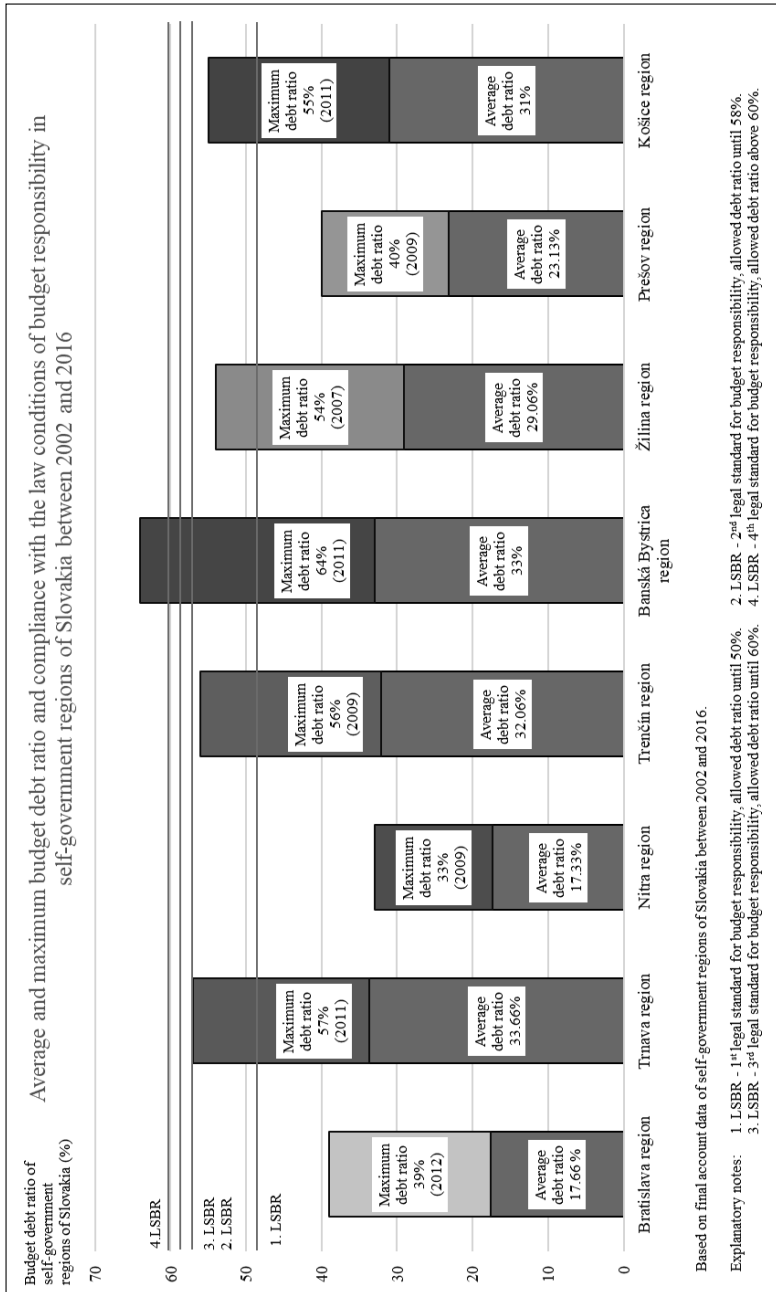 Budget debt ratio of
self-government
regions of Slovakia (%)
Average and maximum budget debt ratio and compliance with the law conditions of budget responsibility in
self-government regions of Slovakia between 2002 and 2016
70
60
50
40
30
20
10
0
4.LSBR
3. LSBR
2. LSBR
1. LSBR
Maximum
debt ratio
39%
(2012)
Average
debt ratio
17.66 %
Maximum
debt ratio
57%
(2011)
Average
debt ratio
33.66%
Maximum
debt ratio
33%
(2009)
Average
debt ratio
17.33%
Maximum
debt ratio
56%
(2009)
Average
debt ratio
32.06%
Maximum
debt ratio
64%
(2011)
Average
debt ratio
33%
Maximum
debt ratio
54%
(2007)
Average
debt ratio
29.06%
Maximum
debt ratio
40%
(2009)
Average
debt ratio
23.13%
Maximum
debt ratio
55%
(2011)
Average
debt ratio
31%
Bratislava region
Trnava region
Nitra region
Trenčín region
Banská Bystrica
region
Žilina region
Prešov region
Košice region
Based on final account data of self-government regions of Slovakia between 2002 and 2016.
Explanatory notes: 1. LSBR - 1st legal standard for budget responsibility, allowed debt ratio until 50%. 2. LSBR - 2nd legal standard for budget responsibility, allowed debt ratio until 58%.
3. LSBR - 3rd legal standard for budget responsibility, allowed debt ratio until 60%. 4. LSBR - 4th legal standard for budget responsibility, allowed debt ratio above 60%.